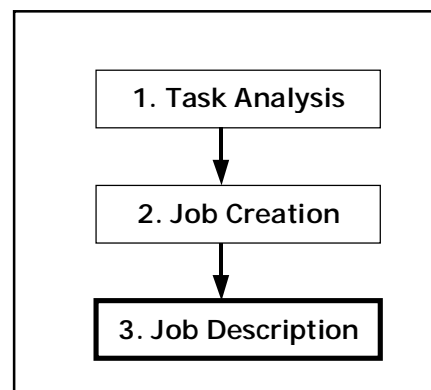 1. Task Analysis
2. Job Creation
3. Job Description